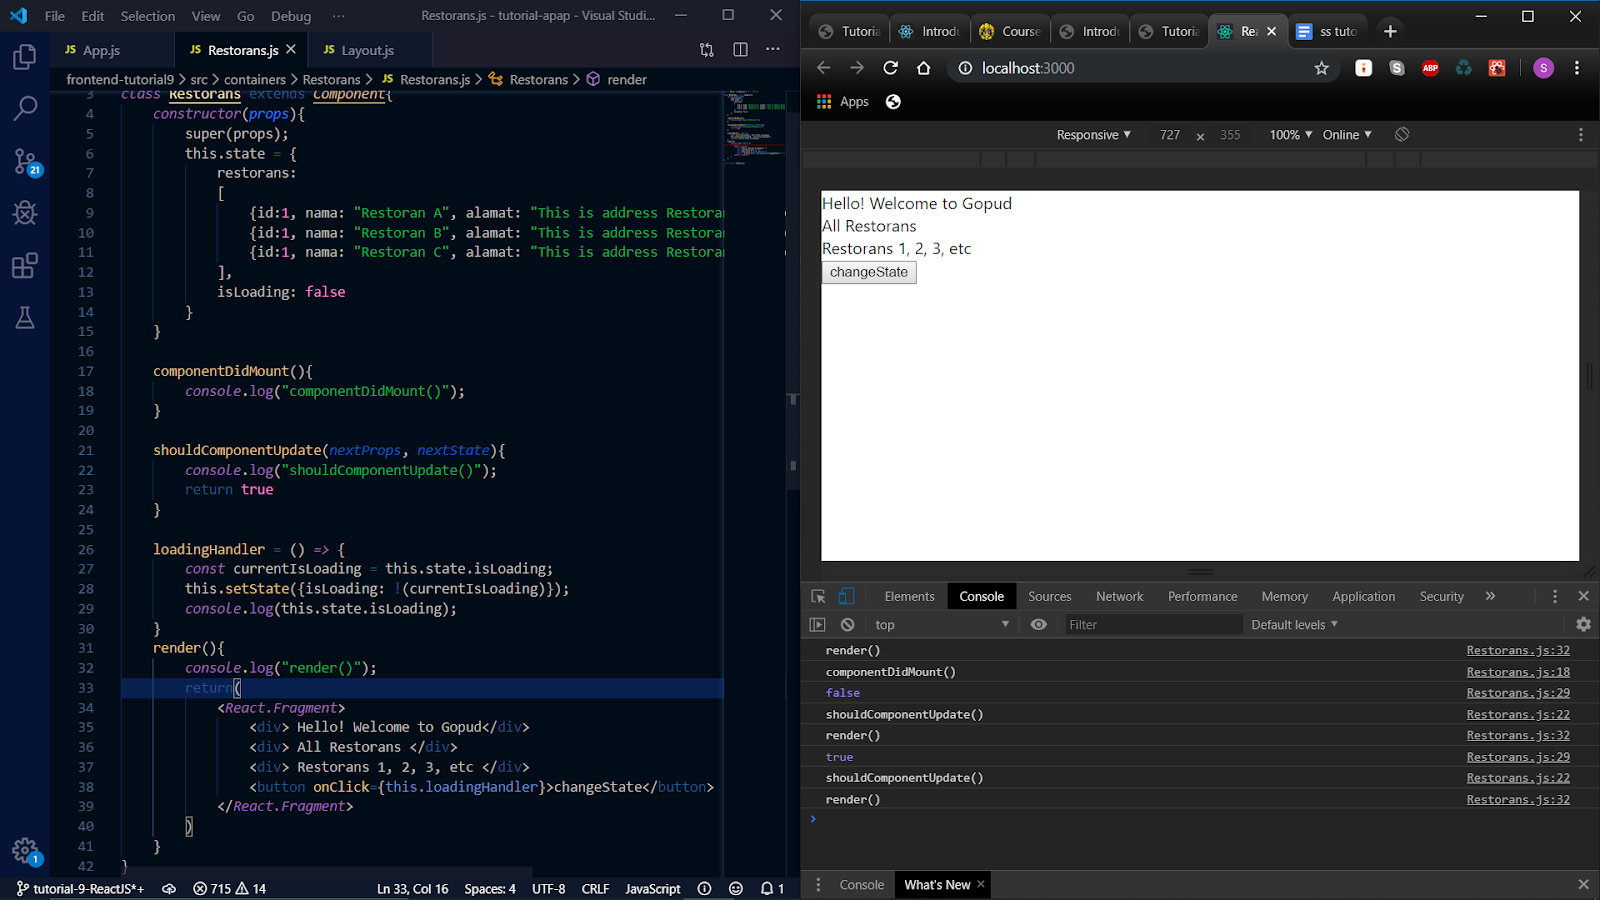 File Edit Selection View Go Debug ··· Restorans.js - tutorial-apap - Visual Studi...
JS App.js JS Restorans.js JS Layout.js
frontend-tutorial9 > src > containers > Restorans > JS Restorans.js > Restorans > render
3 class Restorans extends Component{
4 constructor(props){
5 super(props);
6 this.state = {
7 restorans:
8 [
9 {id:1, nama: "Restoran A", alamat: "This is address Restoran
10 {id:1, nama: "Restoran B", alamat: "This is address Restoran
11 {id:1, nama: "Restoran C", alamat: "This is address Restoran
12 ],
13 isLoading: false
14 }
15 }
16
17 componentDidMount(){
18 console.log("componentDidMount()");
19 }
20
21 shouldComponentUpdate(nextProps, nextState){
22 console.log("shouldComponentUpdate()");
23 return true
24 }
25
26 loadingHandler = () => {
27 const currentIsLoading = this.state.isLoading;
28 this.setState({isLoading: !(currentIsLoading)});
29 console.log(this.state.isLoading);
30 }
31 render(){
32 console.log("render()");
33 return(
34 <React.Fragment>
35 <div> Hello! Welcome to Gopud</div>
36 <div> All Restorans </div>
37 <div> Restorans 1, 2, 3, etc </div>
38 <button onClick={this.loadingHandler}>changeState</button>
39 </React.Fragment>
40 )
41 }
42 }
21
1
tutorial-9-ReactJS*+ 715 14 Ln 33, Col 16 Spaces: 4 UTF-8 CRLF JavaScript 1
Tutoria Introdu Course Introdu Tutoria Rea ss tuto
localhost:3000 ABP S
Apps
Responsive ▼ 727 × 355 100% ▼ Online ▼
Hello! Welcome to Gopud
All Restorans
Restorans 1, 2, 3, etc
changeState
Elements Console Sources Network Performance Memory Application Security »
top ▼ Filter Default levels ▼
render() Restorans.js:32
componentDidMount() Restorans.js:18
false Restorans.js:29
shouldComponentUpdate() Restorans.js:22
render() Restorans.js:32
true Restorans.js:29
shouldComponentUpdate() Restorans.js:22
render() Restorans.js:32
>
Console What's New ×